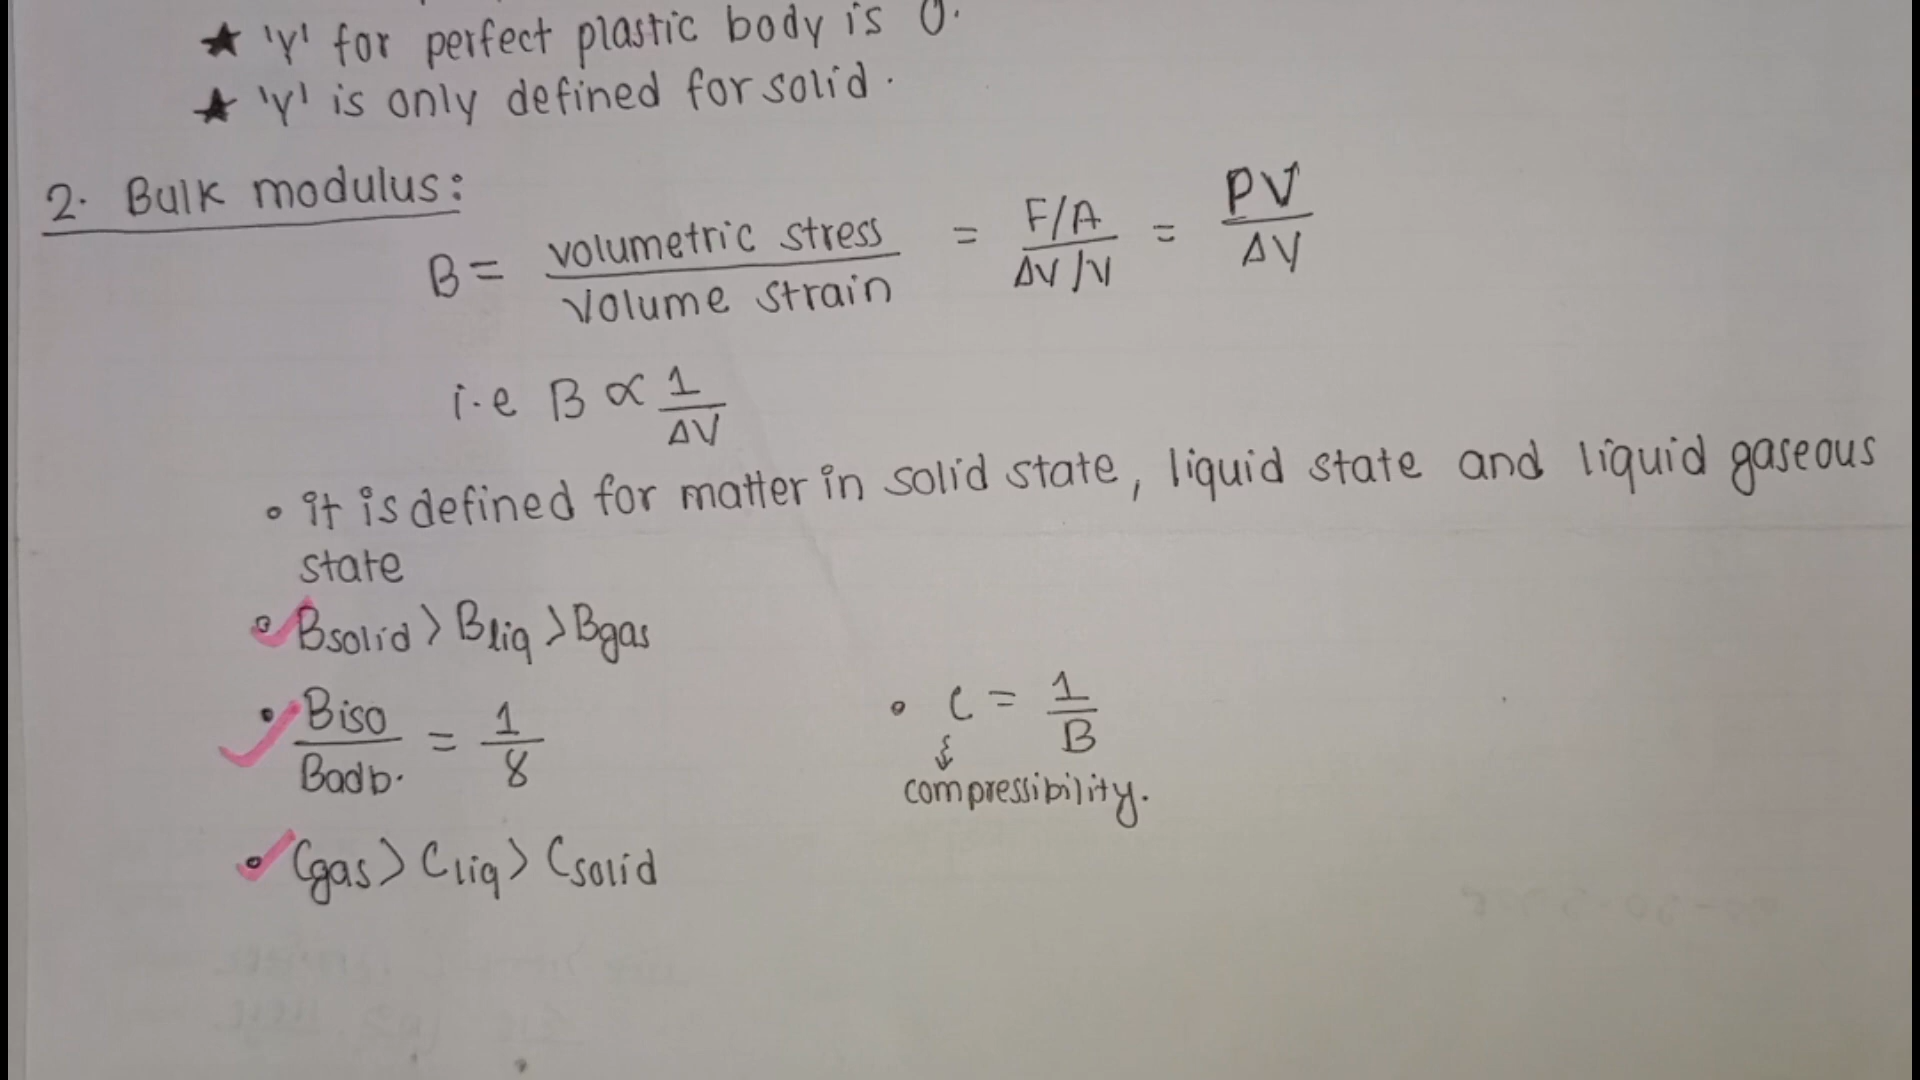 ★ 'Y' for perfect plastic body is 0.
★ 'Y' is only defined for solid.
2. Bulk modulus:
B = volumetric stress / volume strain = F/A / ΔV/V = PV / ΔV
i.e B ∝ 1/ΔV
• it is defined for matter in solid state, liquid state and liquid gaseous
state
• Bsolid > Bliq > Bgas
• Biso / Badb. = 1/8
• C = 1/B
compressibility.
• Cgas > Cliq > Csolid